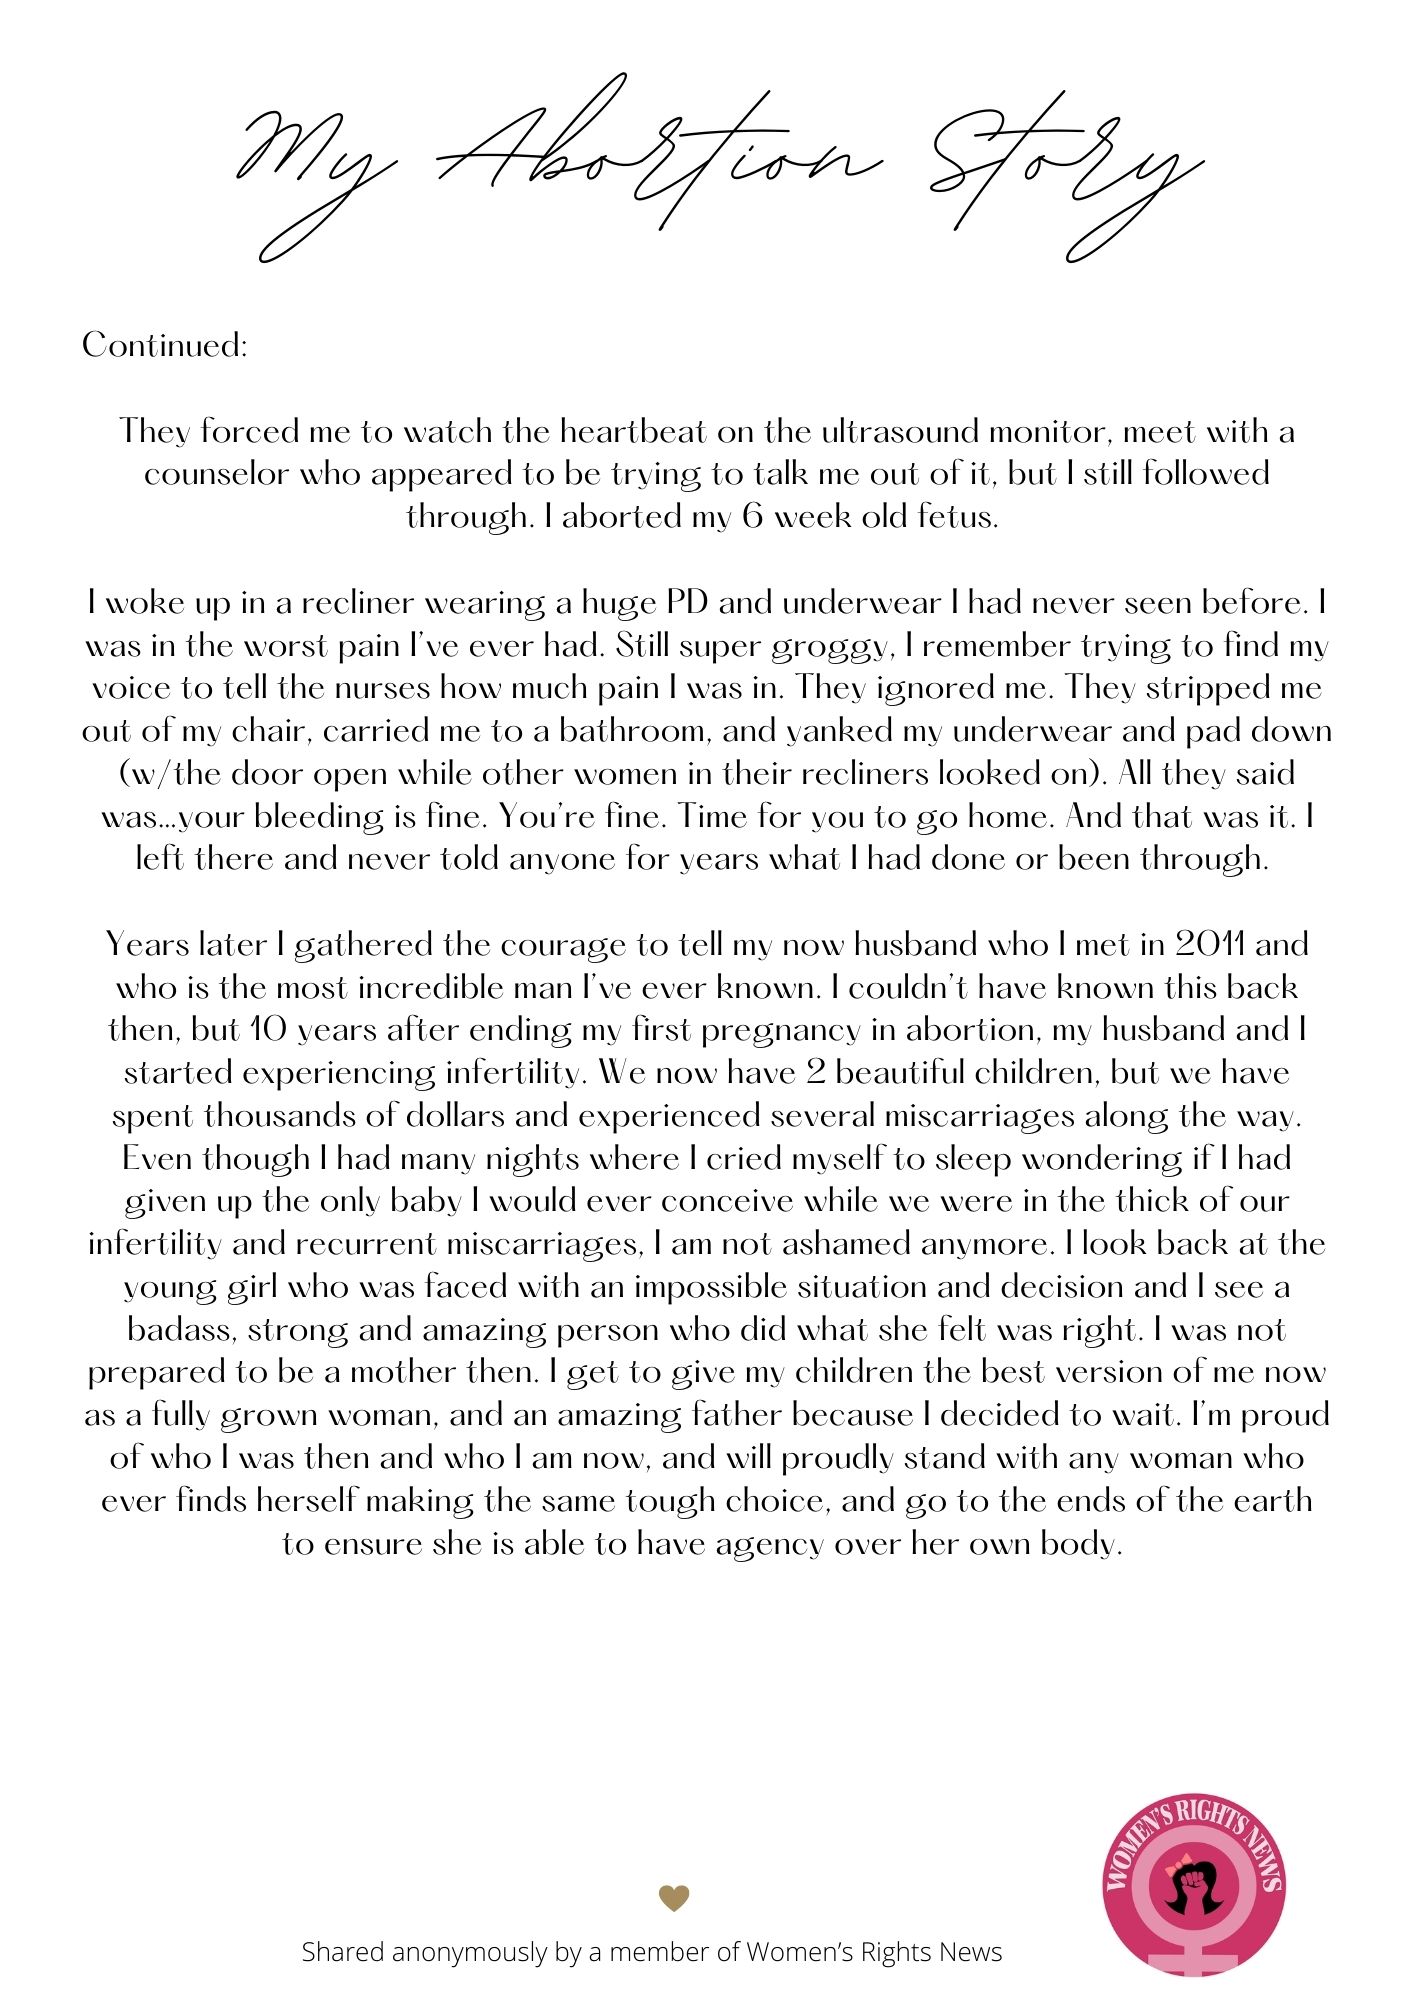 My Abortion Story
Continued:
They forced me to watch the heartbeat on the ultrasound monitor, meet with a
counselor who appeared to be trying to talk me out of it, but I still followed
through. I aborted my 6 week old fetus.
I woke up in a recliner wearing a huge PD and underwear I had never seen before. I
was in the worst pain I've ever had. Still super groggy, I remember trying to find my
voice to tell the nurses how much pain I was in. They ignored me. They stripped me
out of my chair, carried me to a bathroom, and yanked my underwear and pad down
(w/the door open while other women in their recliners looked on). All they said
was...your bleeding is fine. You're fine. Time for you to go home. And that was it. I
left there and never told anyone for years what I had done or been through.
Years later I gathered the courage to tell my now husband who I met in 2011 and
who is the most incredible man I've ever known. I couldn't have known this back
then, but 10 years after ending my first pregnancy in abortion, my husband and I
started experiencing infertility. We now have 2 beautiful children, but we have
spent thousands of dollars and experienced several miscarriages along the way.
Even though I had many nights where I cried myself to sleep wondering if I had
given up the only baby I would ever conceive while we were in the thick of our
infertility and recurrent miscarriages, I am not ashamed anymore. I look back at the
young girl who was faced with an impossible situation and decision and I see a
badass, strong and amazing person who did what she felt was right. I was not
prepared to be a mother then. I get to give my children the best version of me now
as a fully grown woman, and an amazing father because I decided to wait. I'm proud
of who I was then and who I am now, and will proudly stand with any woman who
ever finds herself making the same tough choice, and go to the ends of the earth
to ensure she is able to have agency over her own body.
WOMEN'S RIGHTS NEWS
Shared anonymously by a member of Women's Rights News